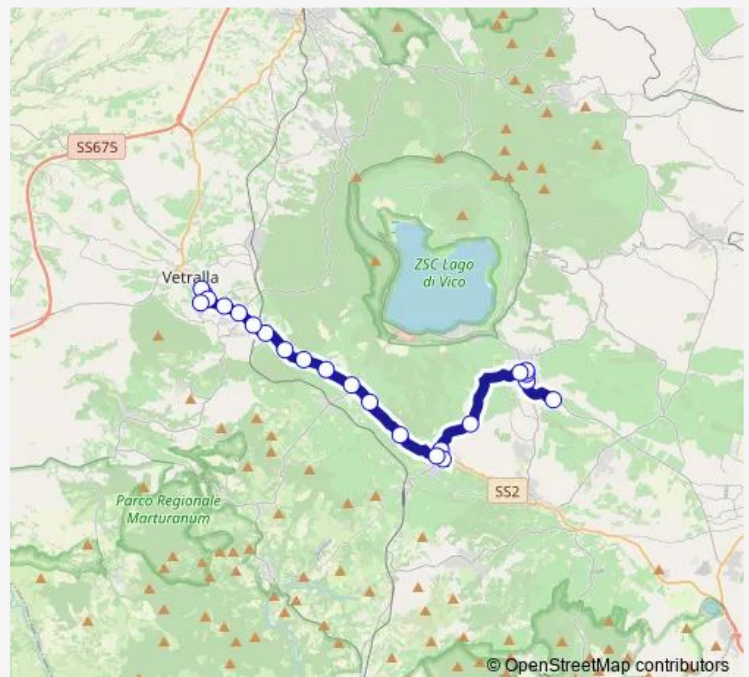 SS675
ZSC Lago
di Vico
Vetralla
SS2
Parco Regionale
Marturanum
© OpenStreetMap contributors